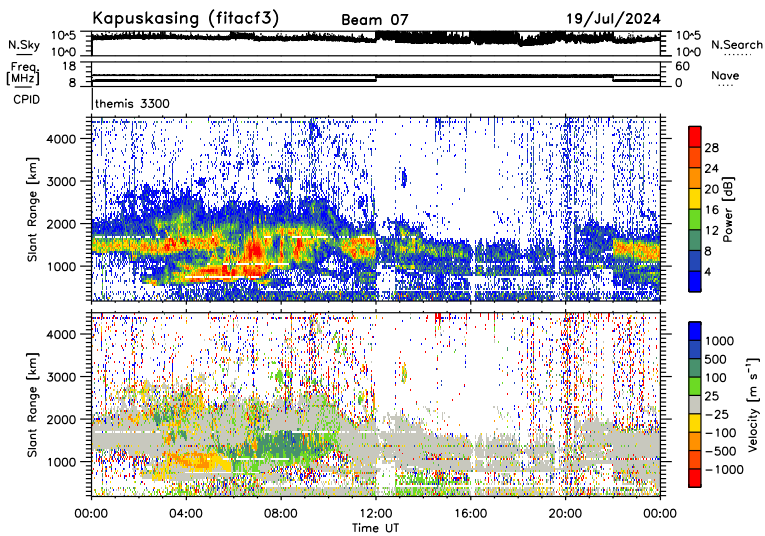 Kapuskasing (fitacf3) Beam 07 19/Jul/2024
N.Sky 10^5 10^5 N.Search
10^0 10^0
Freq. 18 60
[MHz] 8 0 Nave
CPID themis 3300
4000
3000
2000
1000
Slant Range [km]
28
24
20
16
12
8
4
Power [dB]
4000
3000
2000
1000
Slant Range [km]
1000
500
100
25
−25
−100
−500
−1000
Velocity [m s⁻¹]
00:00 04:00 08:00 12:00 16:00 20:00 00:00
Time UT